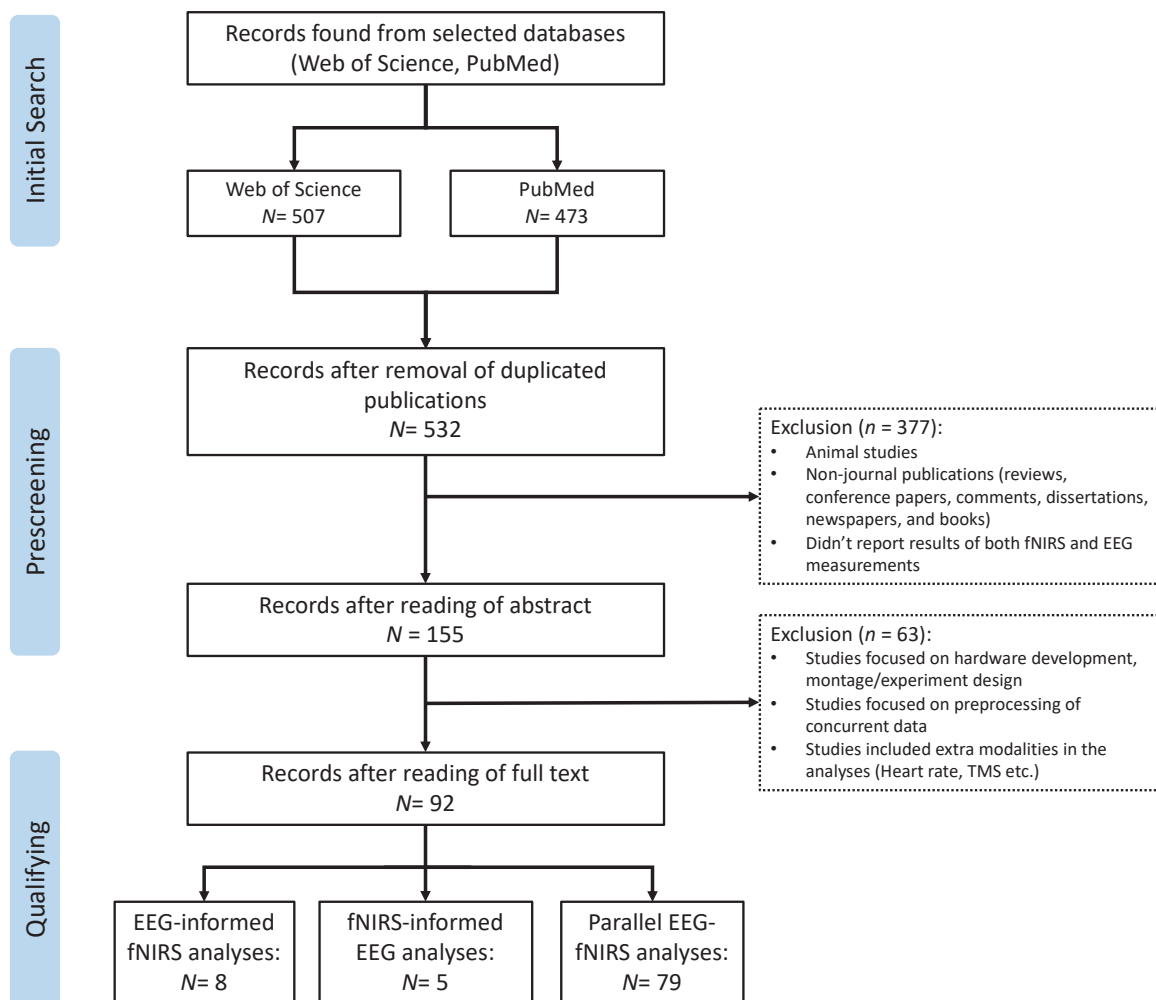 Initial Search
Records found from selected databases
(Web of Science, PubMed)
Web of Science
N= 507
PubMed
N= 473
Prescreening
Records after removal of duplicated
publications
N= 532
Exclusion (n = 377):
• Animal studies
• Non-journal publications (reviews,
conference papers, comments, dissertations,
newspapers, and books)
• Didn’t report results of both fNIRS and EEG
measurements
Records after reading of abstract
N = 155
Exclusion (n = 63):
• Studies focused on hardware development,
montage/experiment design
• Studies focused on preprocessing of
concurrent data
• Studies included extra modalities in the
analyses (Heart rate, TMS etc.)
Qualifying
Records after reading of full text
N= 92
EEG-informed
fNIRS analyses:
N= 8
fNIRS-informed
EEG analyses:
N= 5
Parallel EEG-
fNIRS analyses:
N= 79